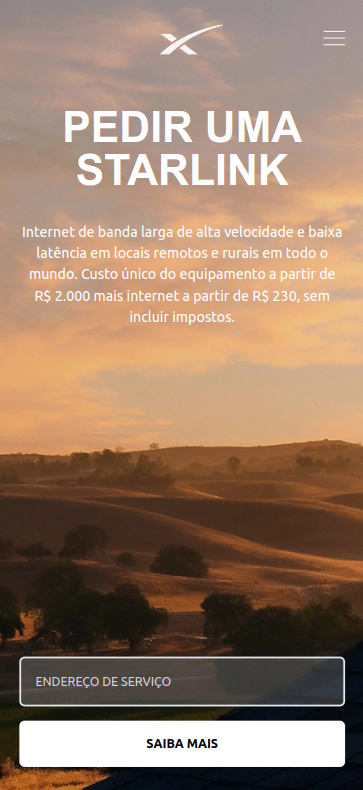 PEDIR UMA
STARLINK
Internet de banda larga de alta velocidade e baixa
latência em locais remotos e rurais em todo o
mundo. Custo único do equipamento a partir de
R$ 2.000 mais internet a partir de R$ 230, sem
incluir impostos.
ENDEREÇO DE SERVIÇO
SAIBA MAIS